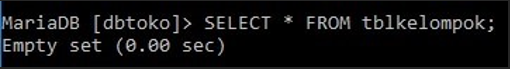 MariaDB [dbtoko]> SELECT * FROM tblkelompok;
Empty set (0.00 sec)